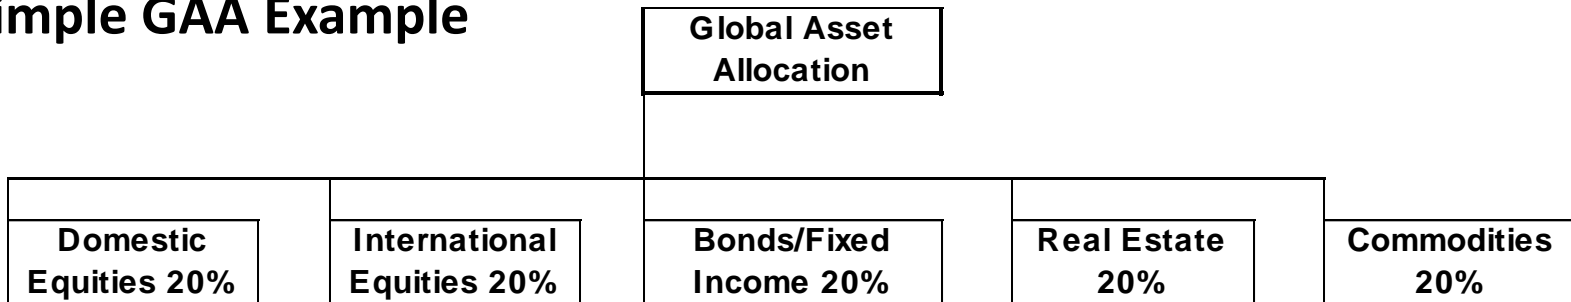 imple GAA Example
Global Asset
Allocation
Domestic
Equities 20%
International
Equities 20%
Bonds/Fixed
Income 20%
Real Estate
20%
Commodities
20%